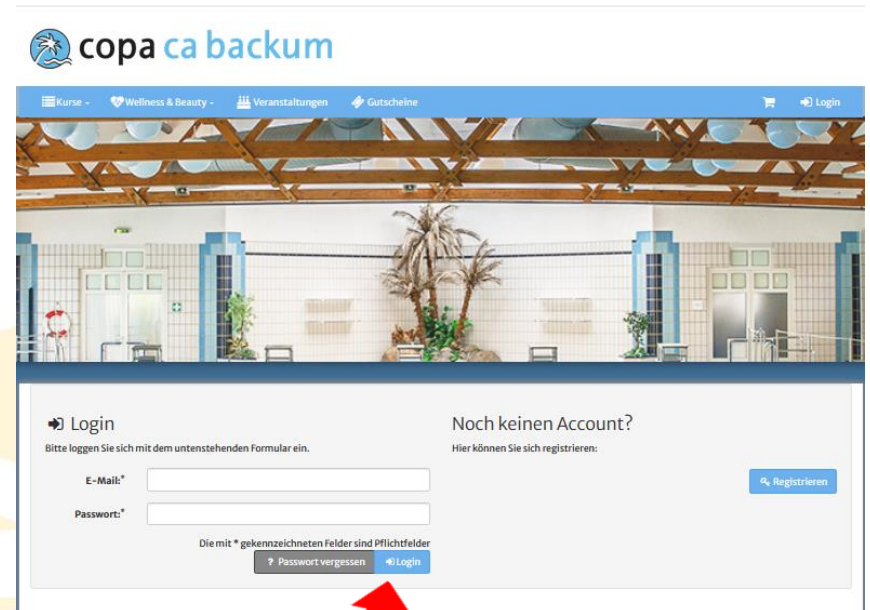 copa ca backum
Kurse Wellness & Beauty Veranstaltungen Gutscheine Login
Login
Bitte loggen Sie sich mit dem untenstehenden Formular ein.
E-Mail:*
Passwort:*
Die mit * gekennzeichneten Felder sind Pflichtfelder
? Passwort vergessen Login
Noch keinen Account?
Hier können Sie sich registrieren:
Registrieren